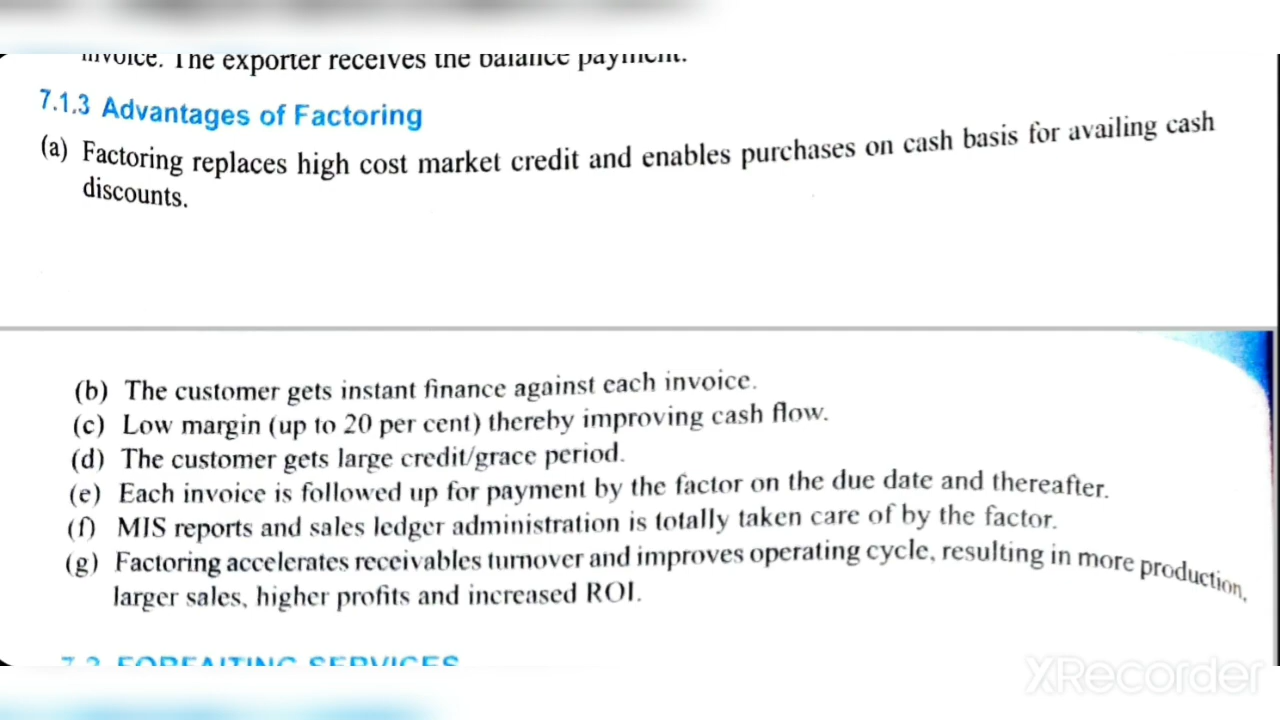 invoice. The exporter receives the balance payment.
7.1.3 Advantages of Factoring
(a) Factoring replaces high cost market credit and enables purchases on cash basis for availing cash
discounts.
(b) The customer gets instant finance against each invoice.
(c) Low margin (up to 20 per cent) thereby improving cash flow.
(d) The customer gets large credit/grace period.
(e) Each invoice is followed up for payment by the factor on the due date and thereafter.
(f) MIS reports and sales ledger administration is totally taken care of by the factor.
(g) Factoring accelerates receivables turnover and improves operating cycle, resulting in more production,
larger sales, higher profits and increased ROI.
7.2 FORFAITING SERVICES
XRecorder